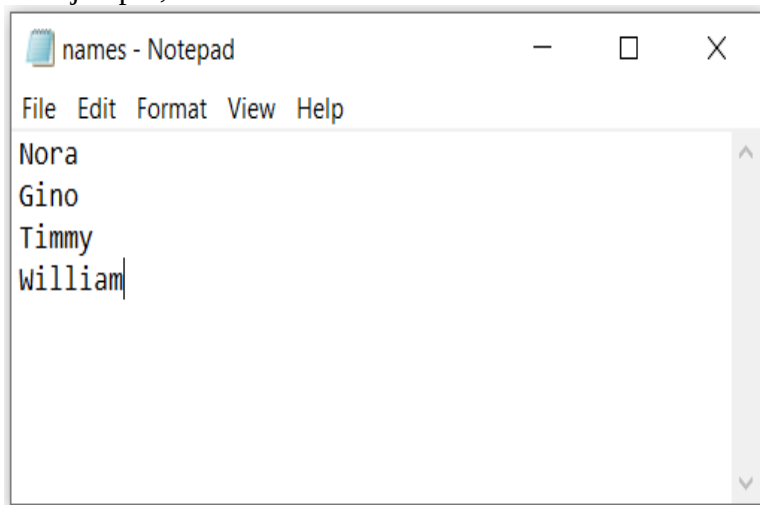 names - Notepad
File Edit Format View Help
Nora
Gino
Timmy
William